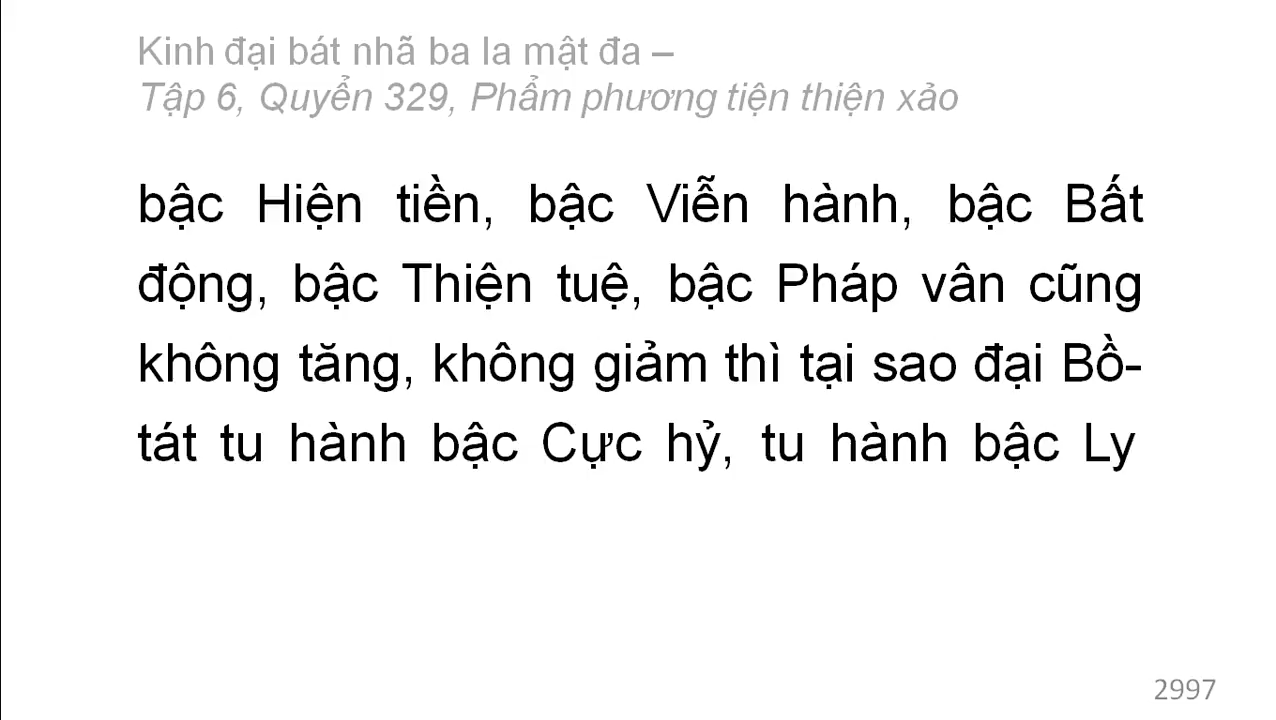 Kinh đại bát nhã ba la mật đa –
Tập 6, Quyển 329, Phẩm phương tiện thiện xảo
bậc Hiện tiền, bậc Viễn hành, bậc Bất
động, bậc Thiện tuệ, bậc Pháp vân cũng
không tăng, không giảm thì tại sao đại Bồ-
tát tu hành bậc Cực hỷ, tu hành bậc Ly
2997